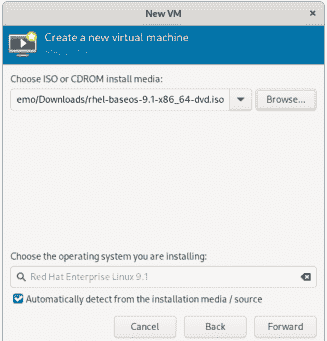 New VM
Create a new virtual machine
Choose ISO or CDROM install media:
emo/Downloads/rhel-baseos-9.1-x86_64-dvd.iso
Browse...
Choose the operating system you are installing:
Red Hat Enterprise Linux 9.1
Automatically detect from the installation media / source
Cancel Back Forward